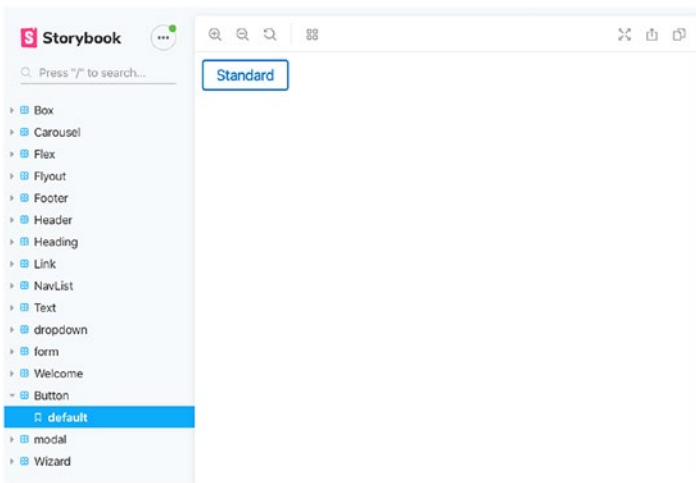 Storybook
Press "/" to search...
Box
Carousel
Flex
Flyout
Footer
Header
Heading
Link
NavList
Text
dropdown
form
Welcome
Button
default
modal
Wizard
Standard